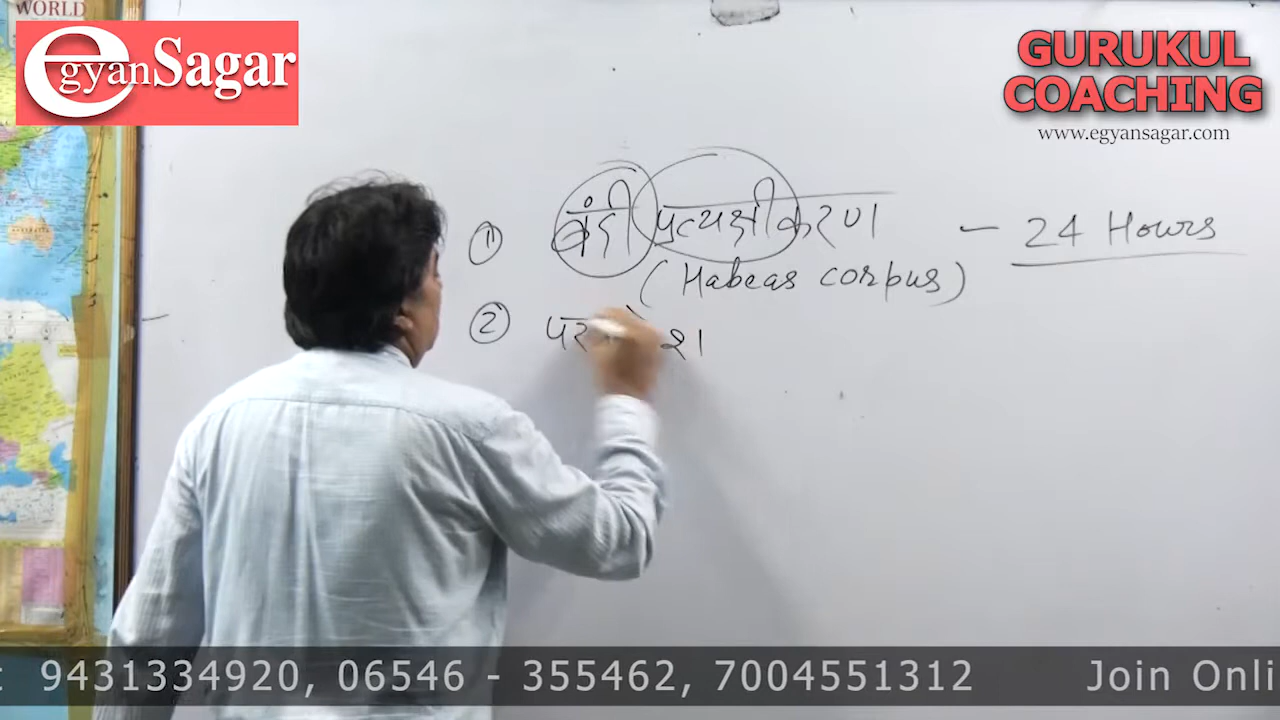 WORLD
egyanSagar
GURUKUL
COACHING
www.egyansagar.com
1 बंदी प्रत्यक्षीकरण - 24 Hours
(Habeas corpus)
2
9431334920, 06546 - 355462, 7004551312 Join Onli